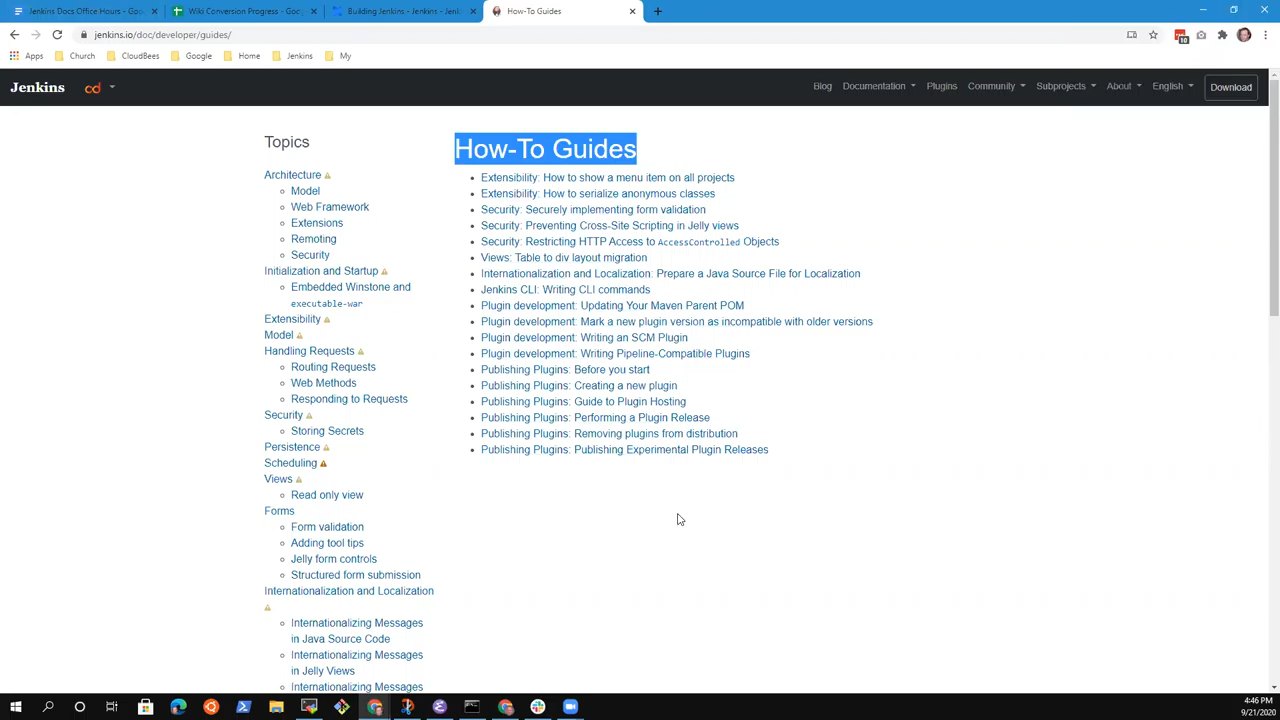 Jenkins Docs Office Hours - Goo
Wiki Conversion Progress - Goo
Building Jenkins - Jenkins - Jenk
How-To Guides
jenkins.io/doc/developer/guides/
10
Apps
Church
CloudBees
Google
Home
Jenkins
My
Jenkins
cd
Blog
Documentation
Plugins
Community
Subprojects
About
English
Download
Topics
Architecture
Model
Web Framework
Extensions
Remoting
Security
Initialization and Startup
Embedded Winstone and
executable-war
Extensibility
Model
Handling Requests
Routing Requests
Web Methods
Responding to Requests
Security
Storing Secrets
Persistence
Scheduling
Views
Read only view
Forms
Form validation
Adding tool tips
Jelly form controls
Structured form submission
Internationalization and Localization
Internationalizing Messages
in Java Source Code
Internationalizing Messages
in Jelly Views
Internationalizing Messages
How-To Guides
Extensibility: How to show a menu item on all projects
Extensibility: How to serialize anonymous classes
Security: Securely implementing form validation
Security: Preventing Cross-Site Scripting in Jelly views
Security: Restricting HTTP Access to AccessControlled Objects
Views: Table to div layout migration
Internationalization and Localization: Prepare a Java Source File for Localization
Jenkins CLI: Writing CLI commands
Plugin development: Updating Your Maven Parent POM
Plugin development: Mark a new plugin version as incompatible with older versions
Plugin development: Writing an SCM Plugin
Plugin development: Writing Pipeline-Compatible Plugins
Publishing Plugins: Before you start
Publishing Plugins: Creating a new plugin
Publishing Plugins: Guide to Plugin Hosting
Publishing Plugins: Performing a Plugin Release
Publishing Plugins: Removing plugins from distribution
Publishing Plugins: Publishing Experimental Plugin Releases
4:46 PM
9/21/2020